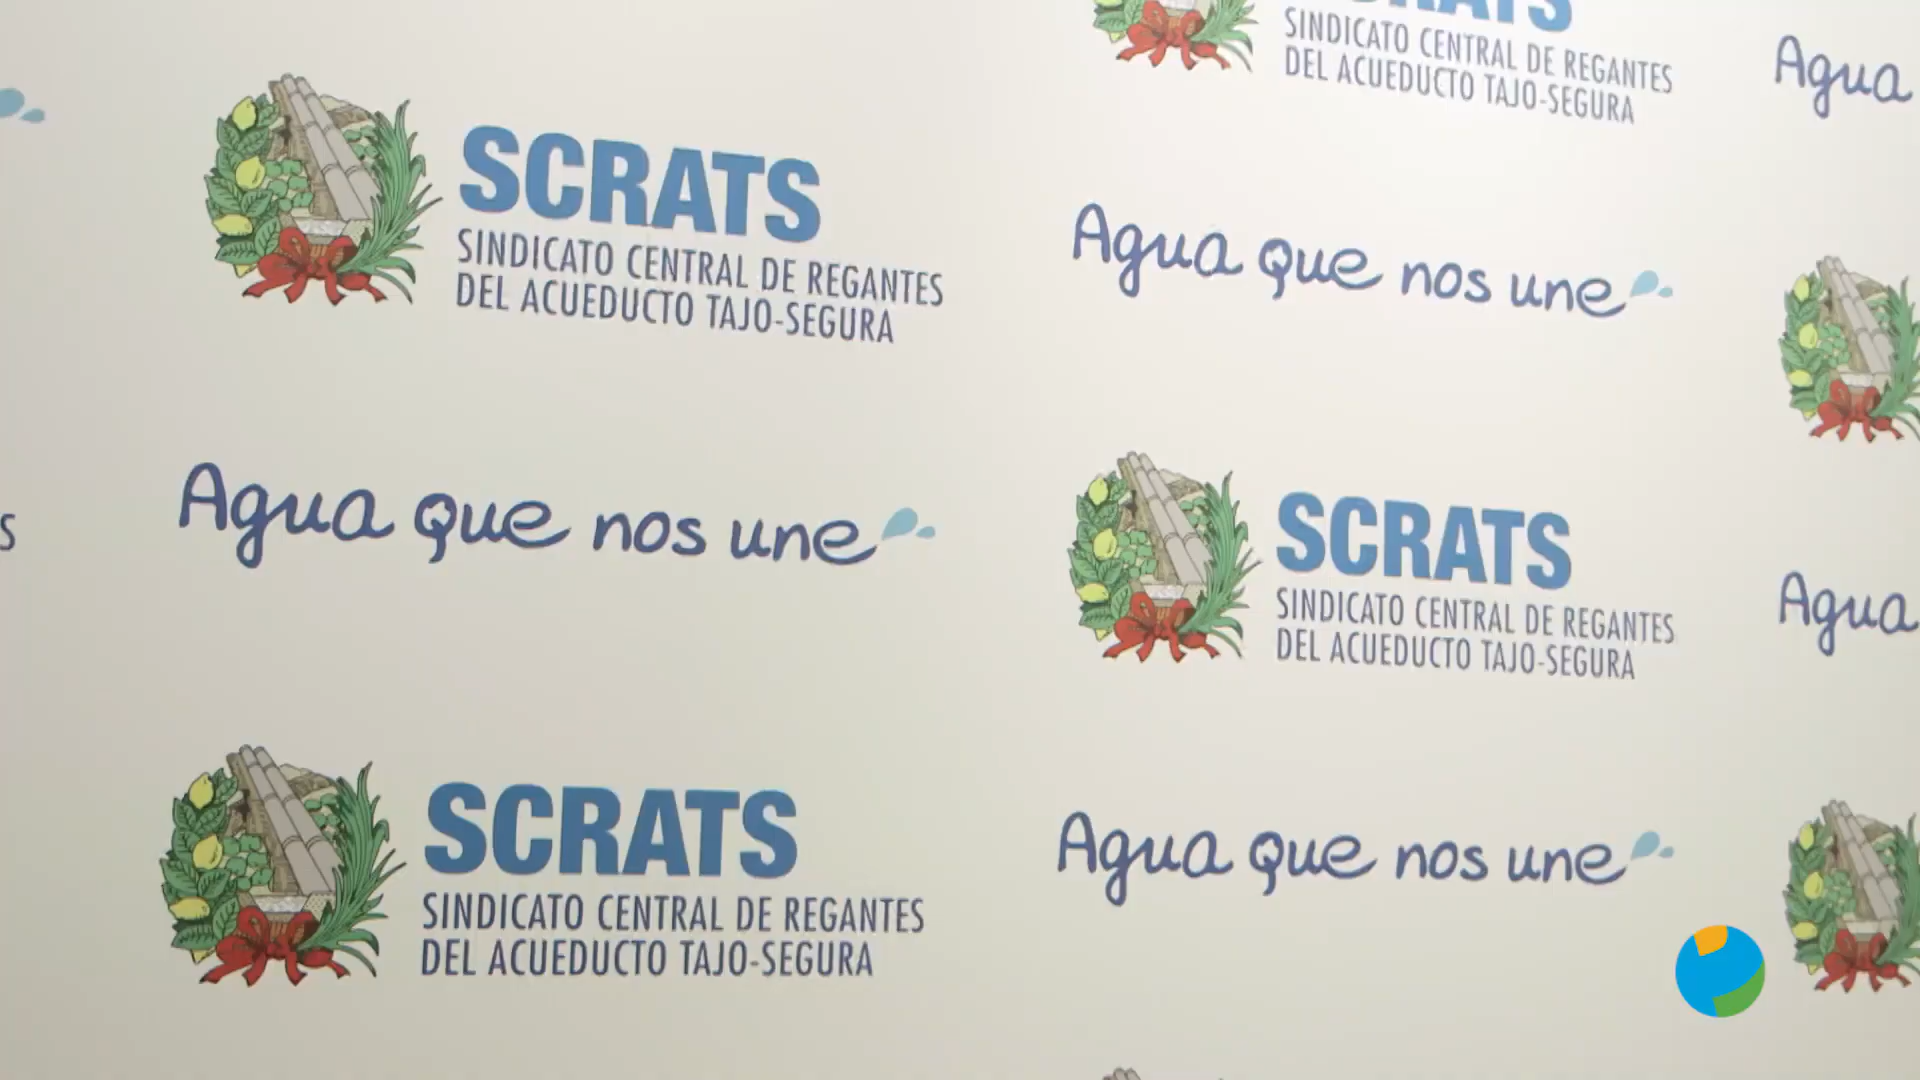 SCRATS
SINDICATO CENTRAL DE REGANTES
DEL ACUEDUCTO TAJO-SEGURA
Agua que nos une
SCRATS
SINDICATO CENTRAL DE REGANTES
DEL ACUEDUCTO TAJO-SEGURA
SINDICATO CENTRAL DE REGANTES
DEL ACUEDUCTO TAJO-SEGURA
Agua que nos une
SCRATS
SINDICATO CENTRAL DE REGANTES
DEL ACUEDUCTO TAJO-SEGURA
Agua que nos une
Agua
Agua